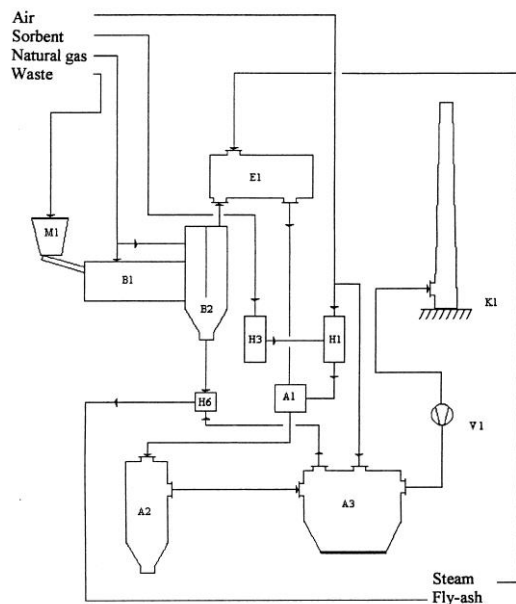 Air
Sorbent
Natural gas
Waste
E1
M1
B1
B2
K1
H3
H1
A1
H6
V1
A2
A3
Steam
Fly-ash